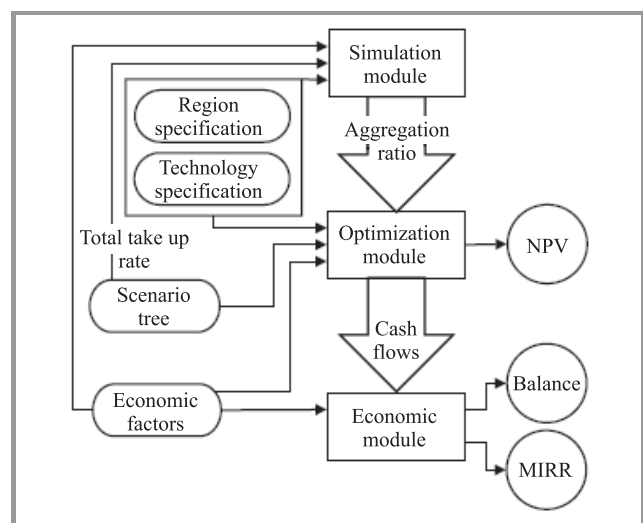 Simulation
module
Region
specification
Aggregation
ratio
Technology
specification
Total take up
rate
Optimization
module
NPV
Scenario
tree
Cash
flows
Balance
Economic
factors
Economic
module
MIRR